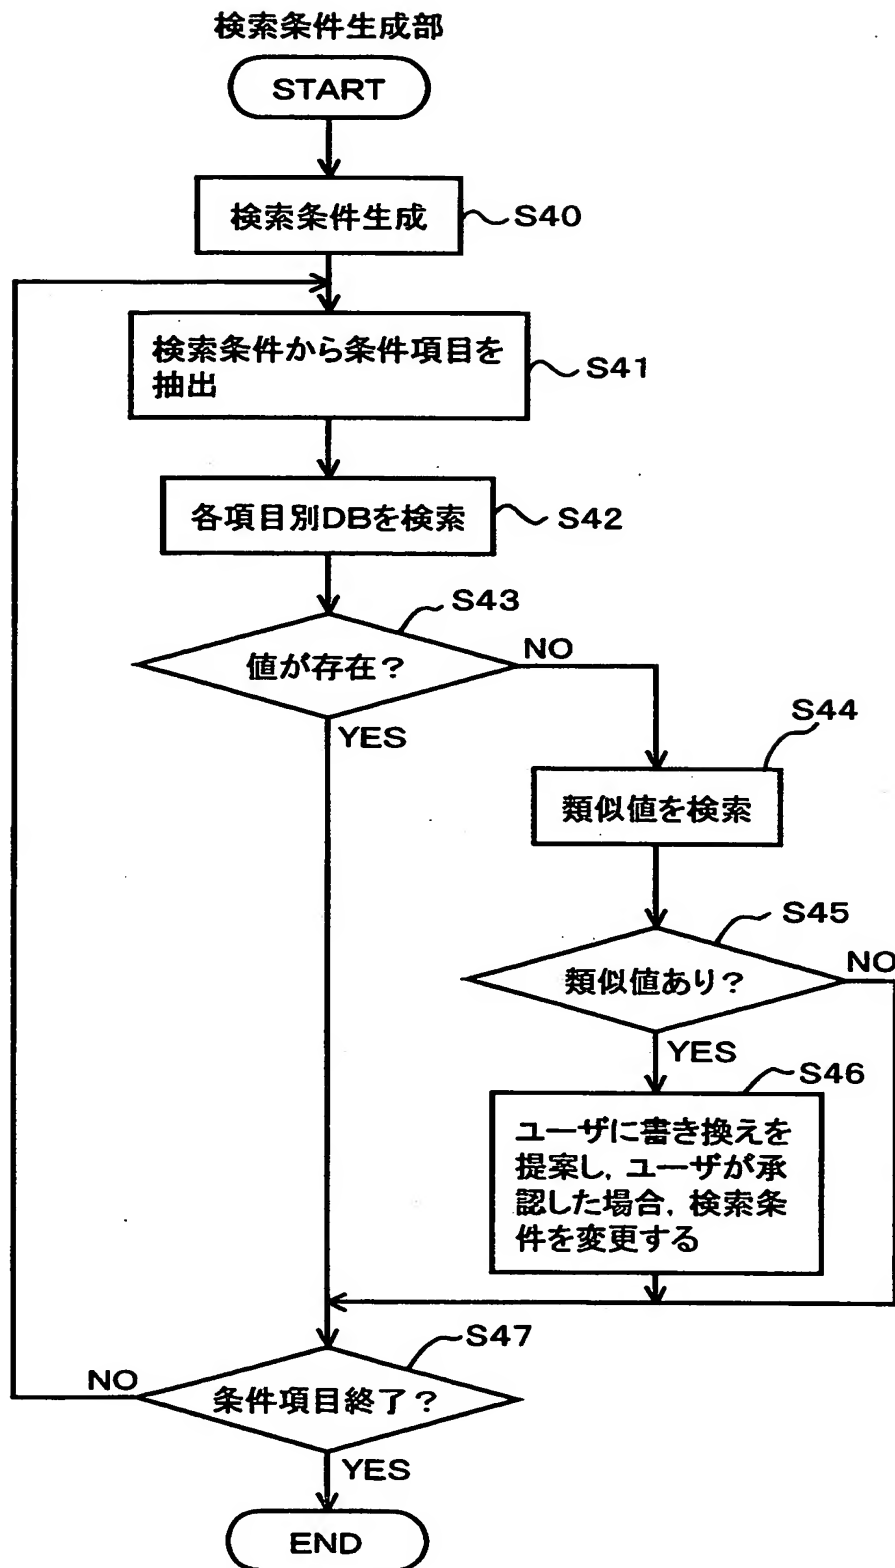 検索条件生成部
START
検索条件生成
S40
検索条件から条件項目を
抽出
S41
各項目別DBを検索
S42
S43
値が存在？
NO
YES
S44
類似値を検索
S45
類似値あり？
NO
YES
S46
ユーザに書き換えを
提案し，ユーザが承
認した場合，検索条
件を変更する
S47
条件項目終了？
NO
YES
END